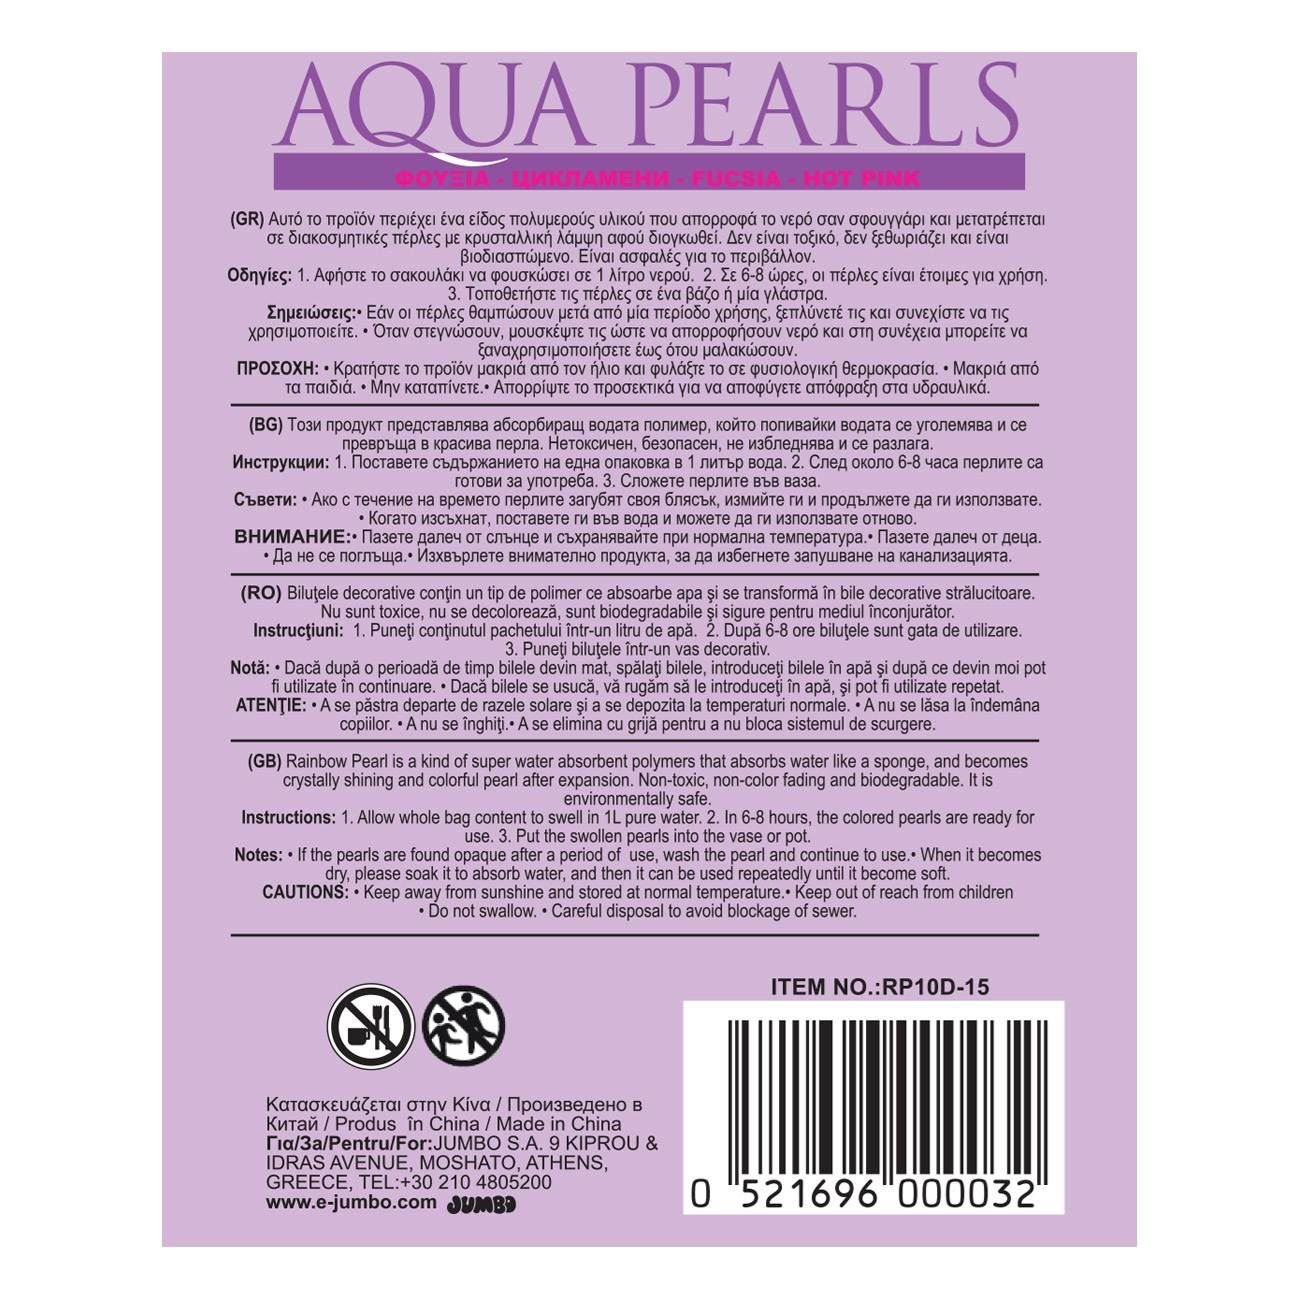 AQUA PEARLS
ΦΟΥΞΙΑ - ЦИКЛАМЕНИ - FUCSIA - HOT PINK
(GR) Αυτό το προϊόν περιέχει ένα είδος πολυμερούς υλικού που απορροφά το νερό σαν σφουγγάρι και μετατρέπεται
σε διακοσμητικές πέρλες με κρυσταλλική λάμψη αφού διογκωθεί. Δεν είναι τοξικό, δεν ξεθωριάζει και είναι
βιοδιασπώμενο. Είναι ασφαλές για το περιβάλλον.
Οδηγίες: 1. Αφήστε το σακουλάκι να φουσκώσει σε 1 λίτρο νερού. 2. Σε 6-8 ώρες, οι πέρλες είναι έτοιμες για χρήση.
3. Τοποθετήστε τις πέρλες σε ένα βάζο ή μία γλάστρα.
Σημειώσεις:• Εάν οι πέρλες θαμπώσουν μετά από μία περίοδο χρήσης, ξεπλύνετέ τις και συνεχίστε να τις
χρησιμοποιείτε. • Όταν στεγνώσουν, μουσκέψτε τις ώστε να απορροφήσουν νερό και στη συνέχεια μπορείτε να
ξαναχρησιμοποιήσετε έως ότου μαλακώσουν.
ΠΡΟΣΟΧΗ: • Κρατήστε το προϊόν μακριά από τον ήλιο και φυλάξτε το σε φυσιολογική θερμοκρασία. • Μακριά από
τα παιδιά. • Μην καταπίνετε.• Απορρίψτε το προσεκτικά για να αποφύγετε απόφραξη στα υδραυλικά.
(BG) Този продукт представлява абсорбиращ водата полимер, който попивайки водата се уголемява и се
превръща в красива перла. Нетоксичен, безопасен, не избледнява и се разлага.
Инструкции: 1. Поставете съдържанието на една опаковка в 1 литър вода. 2. След около 6-8 часа перлите са
готови за употреба. 3. Сложете перлите във ваза.
Съвети: • Ако с течение на времето перлите загубят своя блясък, измийте ги и продължете да ги използвате.
• Когато изсъхнат, поставете ги във вода и можете да ги използвате отново.
ВНИМАНИЕ:• Пазете далеч от слънце и съхранявайте при нормална температура.• Пазете далеч от деца.
• Да не се поглъща.• Изхвърлете внимателно продукта, за да избегнете запушване на канализацията.
(RO) Biluţele decorative conţin un tip de polimer ce absoarbe apa şi se transformă în bile decorative strălucitoare.
Nu sunt toxice, nu se decolorează, sunt biodegradabile şi sigure pentru mediul înconjurător.
Instrucţiuni: 1. Puneţi conţinutul pachetului într-un litru de apă. 2. După 6-8 ore biluţele sunt gata de utilizare.
3. Puneţi biluţele într-un vas decorativ.
Notă: • Dacă după o perioadă de timp bilele devin mat, spălaţi bilele, introduceţi bilele în apă şi după ce devin moi pot
fi utilizate în continuare. • Dacă bilele se usucă, vă rugăm să le introduceţi în apă, şi pot fi utilizate repetat.
ATENŢIE: • A se păstra departe de razele solare şi a se depozita la temperaturi normale. • A nu se lăsa la îndemâna
copiilor. • A nu se înghiţi.• A se elimina cu grijă pentru a nu bloca sistemul de scurgere.
(GB) Rainbow Pearl is a kind of super water absorbent polymers that absorbs water like a sponge, and becomes
crystally shining and colorful pearl after expansion. Non-toxic, non-color fading and biodegradable. It is
environmentally safe.
Instructions: 1. Allow whole bag content to swell in 1L pure water. 2. In 6-8 hours, the colored pearls are ready for
use. 3. Put the swollen pearls into the vase or pot.
Notes: • If the pearls are found opaque after a period of use, wash the pearl and continue to use.• When it becomes
dry, please soak it to absorb water, and then it can be used repeatedly until it become soft.
CAUTIONS: • Keep away from sunshine and stored at normal temperature.• Keep out of reach from children
• Do not swallow. • Careful disposal to avoid blockage of sewer.
ITEM NO.:RP10D-15
Κατασκευάζεται στην Κίνα / Произведено в
Китай / Produs în China / Made in China
Για/За/Pentru/For:JUMBO S.A. 9 KIPROU &
IDRAS AVENUE, MOSHATO, ATHENS,
GREECE, TEL:+30 210 4805200
www.e-jumbo.com JUMBO
0 521696 000032